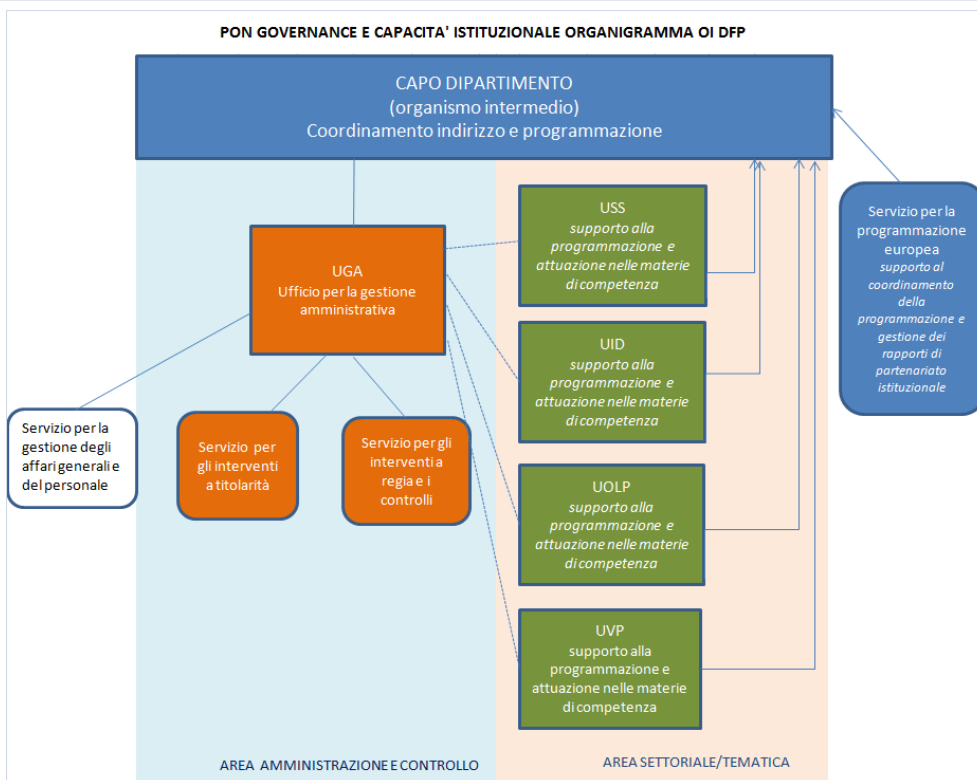 PON GOVERNANCE E CAPACITA' ISTITUZIONALE ORGANIGRAMMA OI DFP
CAPO DIPARTIMENTO
(organismo intermedio)
Coordinamento indirizzo e programmazione
UGA
Ufficio per la gestione
amministrativa
Servizio per la
gestione degli
affari generali e
del personale
Servizio per
gli interventi
a titolarità
Servizio per gli
interventi a
regia e i
controlli
USS
supporto alla
programmazione e
attuazione nelle materie
di competenza
UID
supporto alla
programmazione e
attuazione nelle materie
di competenza
UOLP
supporto alla
programmazione e
attuazione nelle materie
di competenza
UVP
supporto alla
programmazione e
attuazione nelle materie
di competenza
Servizio per la
programmazione
europea
supporto al
coordinamento
della
programmazione e
gestione dei
rapporti di
partenariato
istituzionale
AREA AMMINISTRAZIONE E CONTROLLO
AREA SETTORIALE/TEMATICA